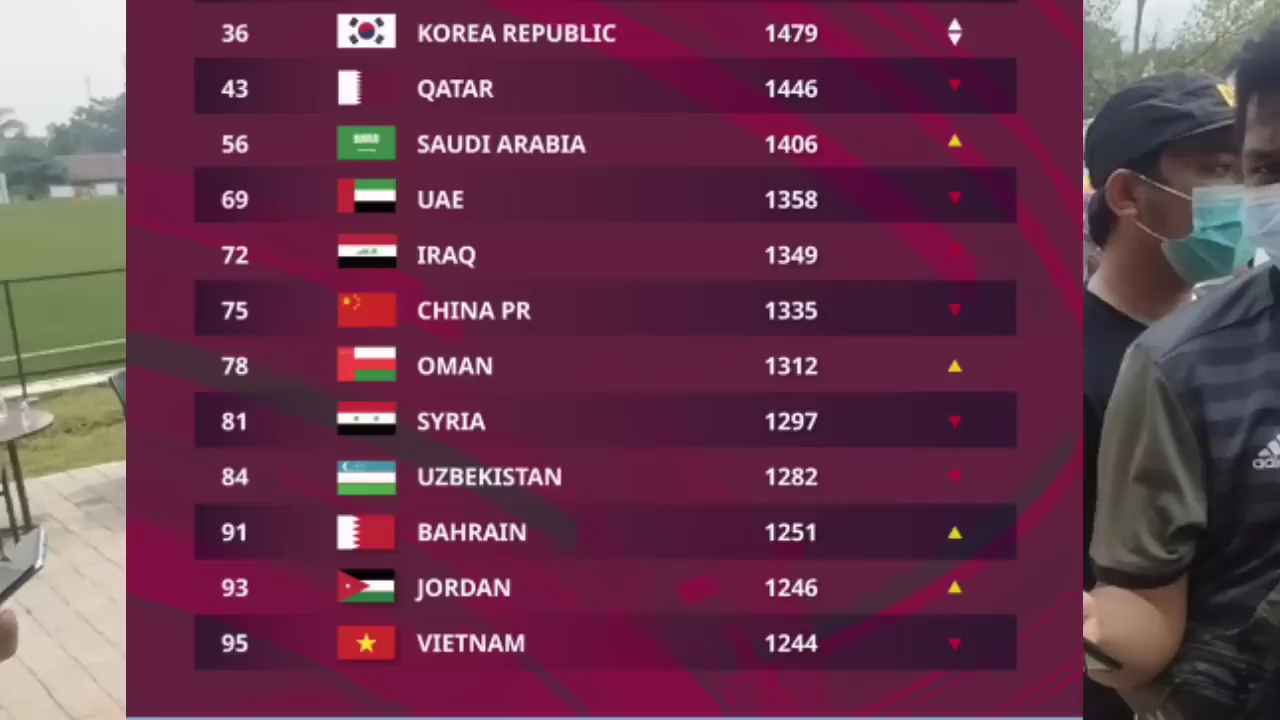 36 KOREA REPUBLIC 1479
43 QATAR 1446
56 SAUDI ARABIA 1406
69 UAE 1358
72 IRAQ 1349
75 CHINA PR 1335
78 OMAN 1312
81 SYRIA 1297
84 UZBEKISTAN 1282
91 BAHRAIN 1251
93 JORDAN 1246
95 VIETNAM 1244